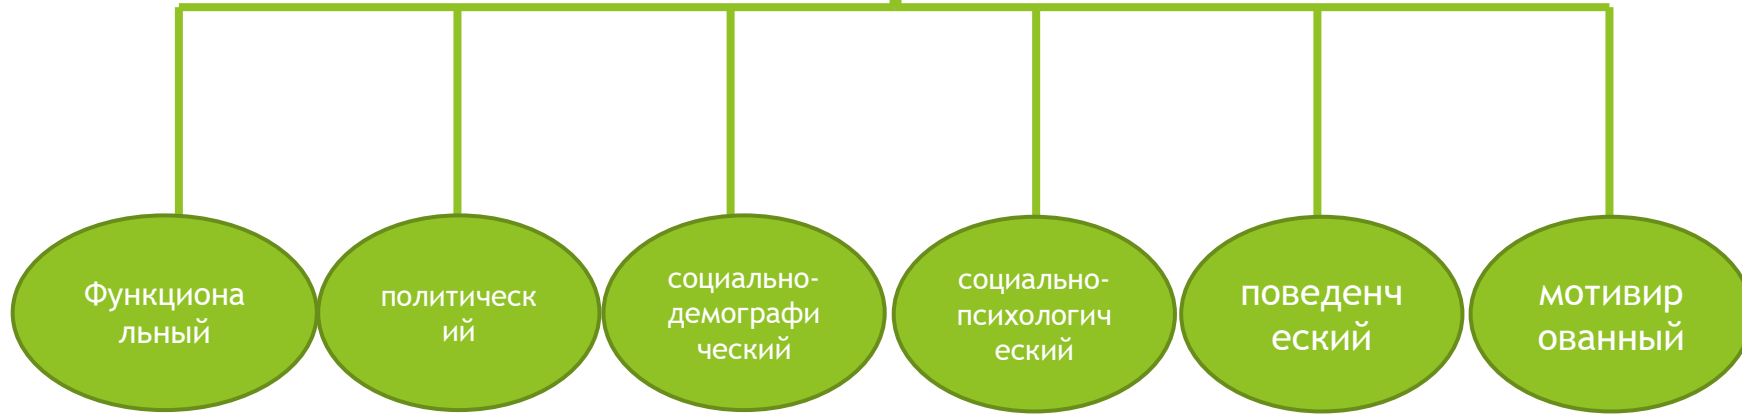 Функциона
льный
политическ
ий
социально-
демографи
ческий
социально-
психологич
еский
поведенч
еский
мотивир
ованный